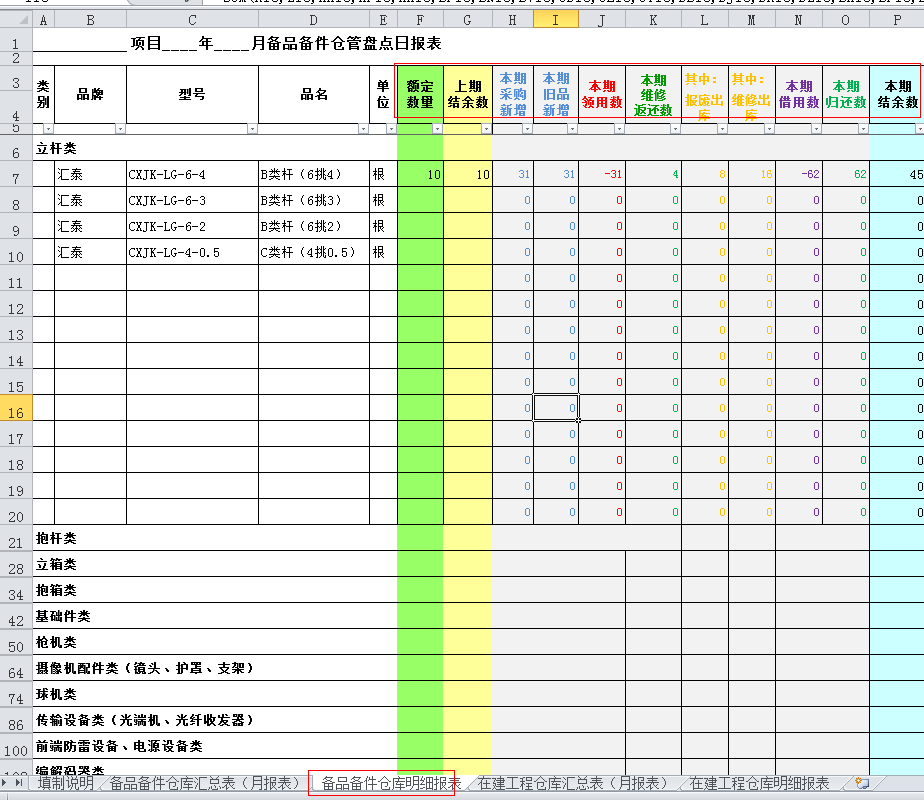 A B C D E F G H I J K L M N O P
1 ____________ 项目____年____月备品备件仓管盘点日报表
2
3 4 类别 品牌 型号 品名 单位 额定数量 上期结余数 本期采购新增 本期旧品新增 本期领用数 本期维修返还数 其中：报废出库 其中：维修出库 本期借用数 本期归还数 本期结余数
5
6 立杆类
7 汇泰 CXJK-LG-6-4 B类杆（6挑4） 根 10 10 31 31 -31 4 8 16 -62 62 45
8 汇泰 CXJK-LG-6-3 B类杆（6挑3） 根 0 0 0 0 0 0 0 0 0
9 汇泰 CXJK-LG-6-2 B类杆（6挑2） 根 0 0 0 0 0 0 0 0 0
10 汇泰 CXJK-LG-4-0.5 C类杆（4挑0.5） 根 0 0 0 0 0 0 0 0 0
11 0 0 0 0 0 0 0 0 0
12 0 0 0 0 0 0 0 0 0
13 0 0 0 0 0 0 0 0 0
14 0 0 0 0 0 0 0 0 0
15 0 0 0 0 0 0 0 0 0
16 0 0 0 0 0 0 0 0 0
17 0 0 0 0 0 0 0 0 0
18 0 0 0 0 0 0 0 0 0
19 0 0 0 0 0 0 0 0 0
20 0 0 0 0 0 0 0 0 0
21 抱杆类
28 立箱类
34 抱箱类
42 基础件类
50 枪机类
64 摄像机配件类（镜头、护罩、支架）
74 球机类
86 传输设备类（光端机、光纤收发器）
100 前端防雷设备、电源设备类
编解码器类
填制说明 备品备件仓库汇总表（月报表） 备品备件仓库明细报表 在建工程仓库汇总表（月报表） 在建工程仓库明细报表